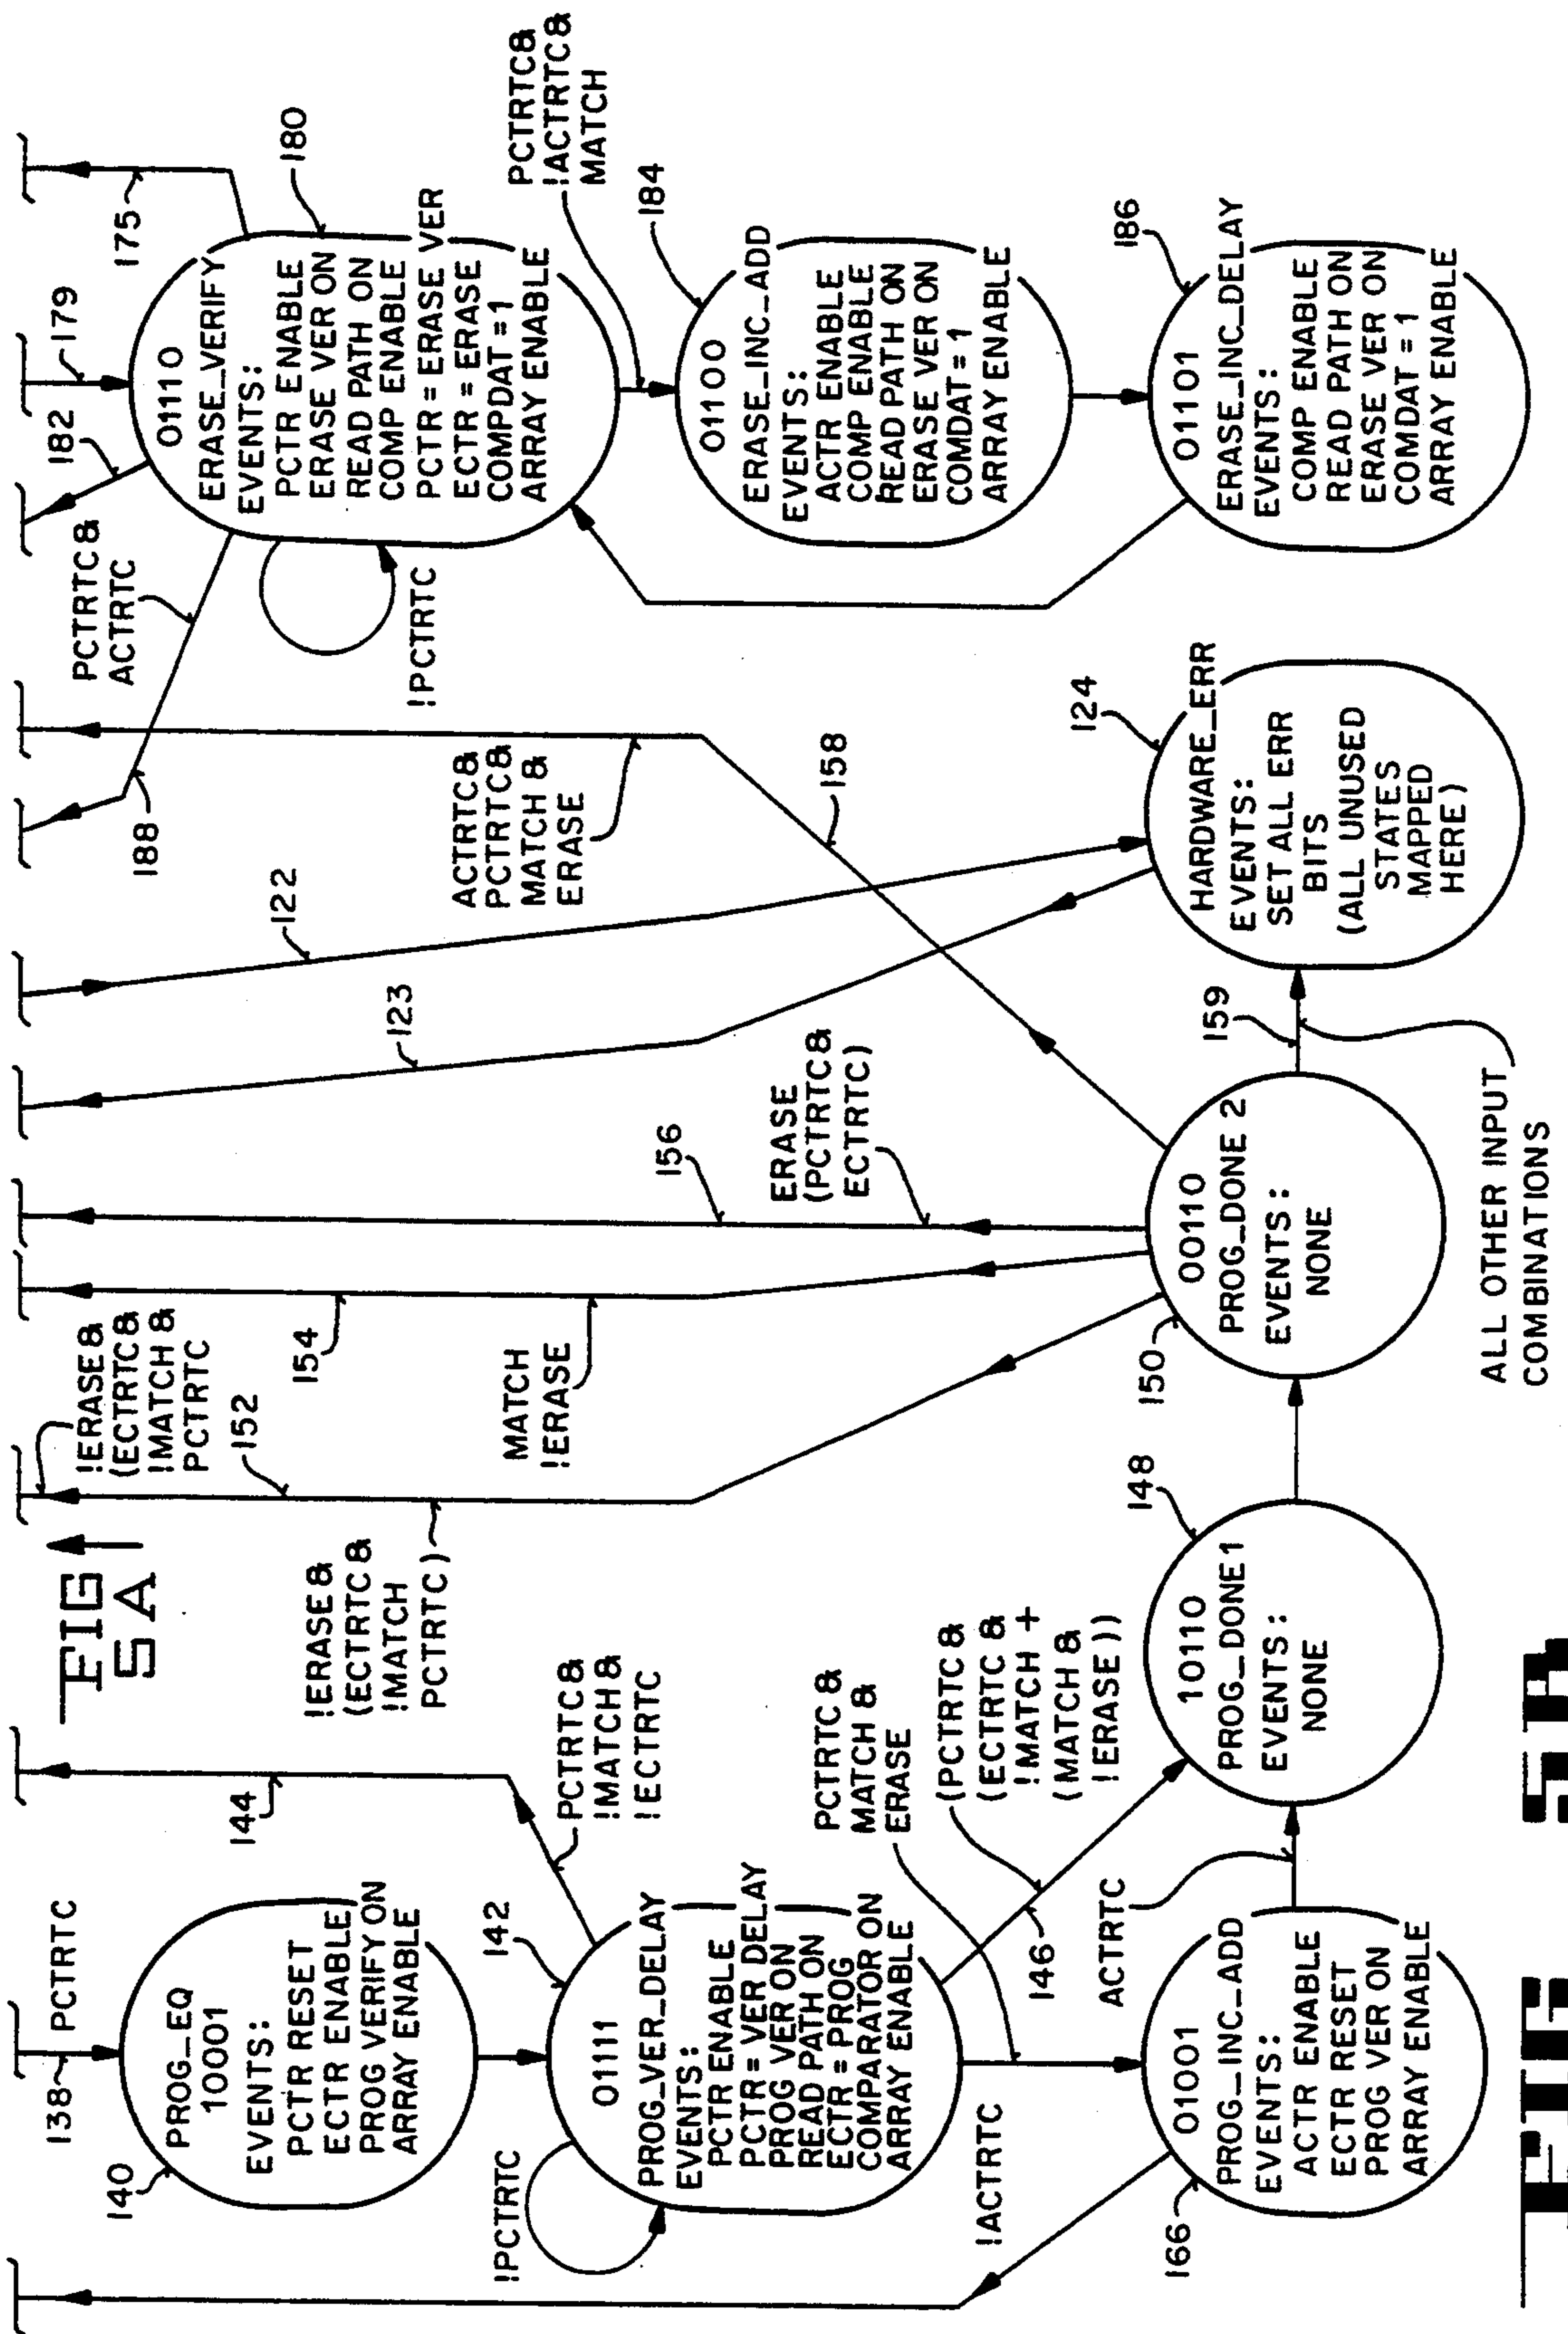 138 PCTRTC
140
PROG_EQ
10001
EVENTS:
PCTR RESET
ECTR ENABLE
PROG VERIFY ON
ARRAY ENABLE
144
PCTRTC &
!MATCH &
!ECTRTC
!PCTRTC
142
01111
PROG_VER_DELAY
EVENTS:
PCTR ENABLE
PCTR = VER DELAY
PROG VER ON
READ PATH ON
ECTR = PROG
COMPARATOR ON
ARRAY ENABLE
!ACTRTC
PCTRTC &
MATCH &
ERASE
(PCTRTC &
(ECTRTC &
!MATCH +
(MATCH &
!ERASE))
146
ACTRTC
166
01001
PROG_INC_ADD
EVENTS:
ACTR ENABLE
ECTR RESET
PROG VER ON
ARRAY ENABLE
148
10110
PROG_DONE1
EVENTS:
NONE
FIG
5A
!ERASE &
(ECTRTC &
!MATCH &
PCTRTC
152
!ERASE &
(ECTRTC &
!MATCH
PCTRTC)
154
MATCH
!ERASE
156
ERASE
(PCTRTC &
ECTRTC)
150
00110
PROG_DONE 2
EVENTS:
NONE
159
ALL OTHER INPUT
COMBINATIONS
123
122
158
ACTRTC &
PCTRTC &
MATCH &
ERASE
124
HARDWARE_ERR
EVENTS:
SET ALL ERR
BITS
(ALL UNUSED
STATES
MAPPED
HERE)
188
PCTRTC &
ACTRTC
182
179
175
!PCTRTC
180
01110
ERASE_VERIFY
EVENTS:
PCTR ENABLE
ERASE VER ON
READ PATH ON
COMP ENABLE
PCTR = ERASE VER
ECTR = ERASE
COMPDAT = 1
ARRAY ENABLE
PCTRTC &
!ACTRTC &
MATCH
184
01100
ERASE_INC_ADD
EVENTS:
ACTR ENABLE
COMP ENABLE
READ PATH ON
ERASE VER ON
COMDAT = 1
ARRAY ENABLE
186
01101
ERASE_INC_DELAY
EVENTS:
COMP ENABLE
READ PATH ON
ERASE VER ON
COMDAT = 1
ARRAY ENABLE